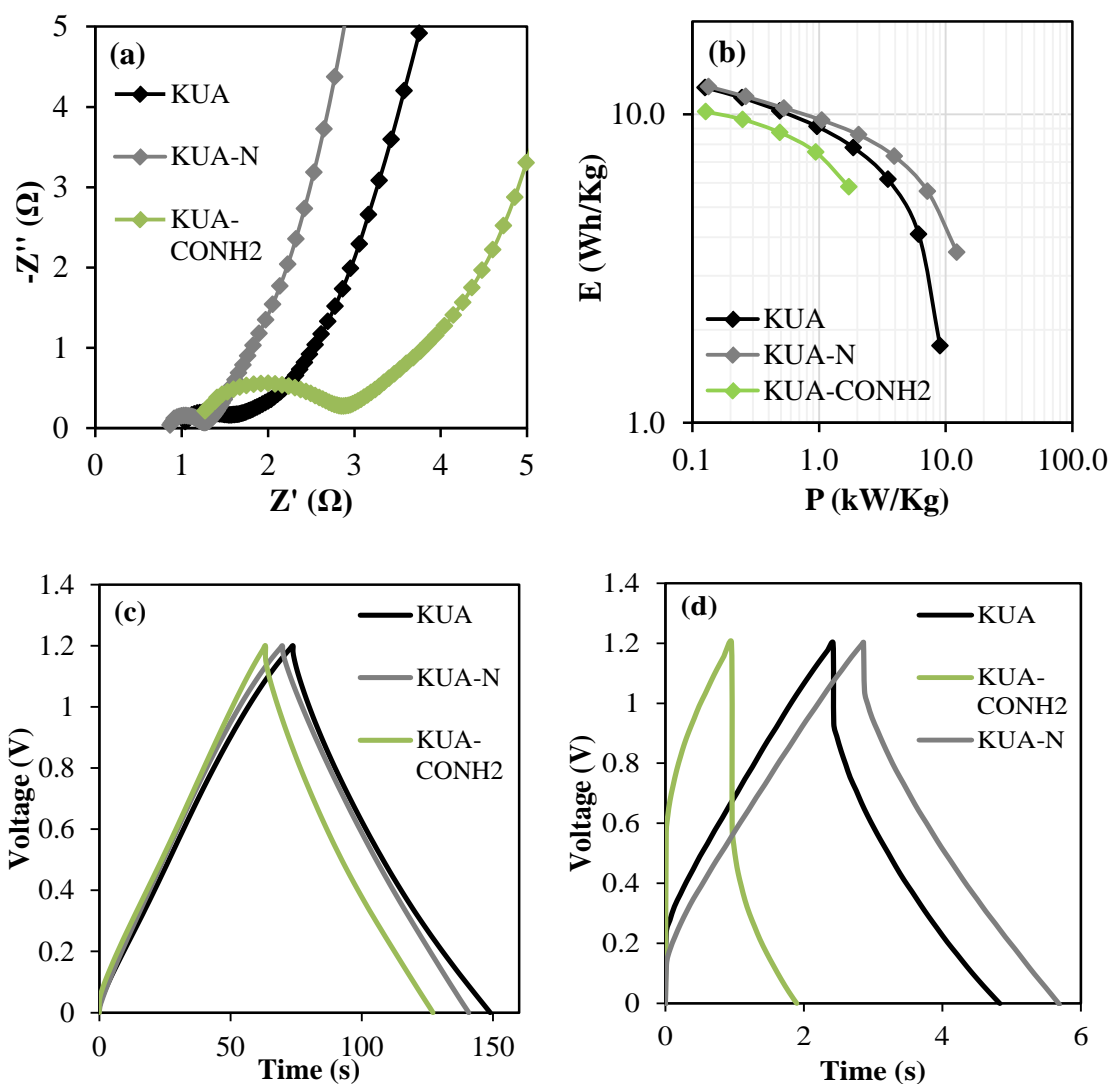 (a)
-5
-4
-3
-2
-1
0
-Z'' (Ω)
KUA
KUA-N
KUA-
CONH2
0 1 2 3 4 5
Z' (Ω)
(b)
10.0
1.0
E (Wh/Kg)
KUA
KUA-N
KUA-CONH2
0.1 1.0 10.0 100.0
P (kW/Kg)
(c)
1.4
1.2
1
0.8
0.6
0.4
0.2
0
Voltage (V)
KUA
KUA-N
KUA-
CONH2
0 50 100 150
Time (s)
(d)
1.4
1.2
1
0.8
0.6
0.4
0.2
0
Voltage (V)
KUA
KUA-
CONH2
KUA-N
0 2 4 6
Time (s)